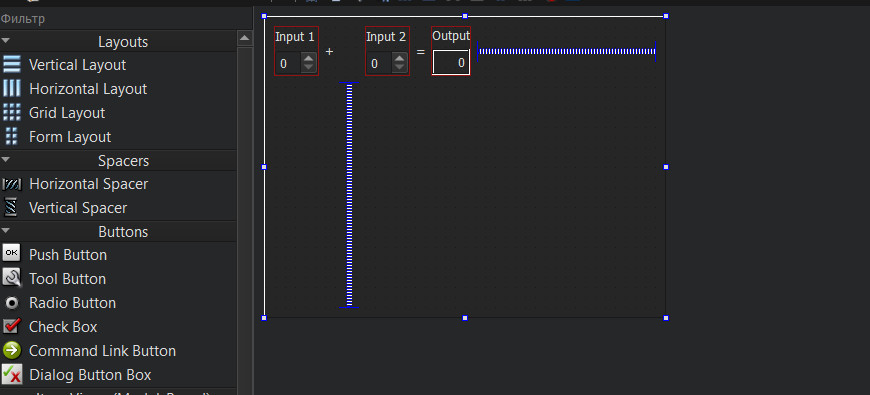 Фильтр
Layouts
Vertical Layout
Horizontal Layout
Grid Layout
Form Layout
Spacers
Horizontal Spacer
Vertical Spacer
Buttons
Push Button
OK
Tool Button
Radio Button
Check Box
Command Link Button
Dialog Button Box
Input 1
Input 2
Output
0 + 0 = 0